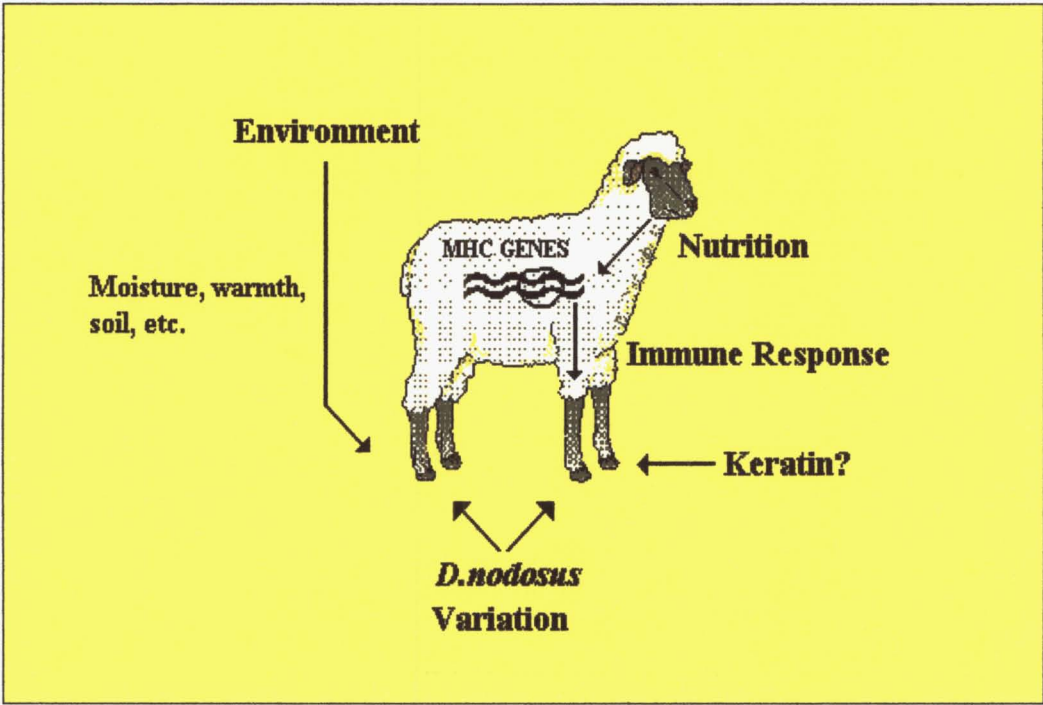 Environment
MHC GENES
Nutrition
Moisture, warmth,
soil, etc.
Immune Response
Keratin?
D.nodosus
Variation